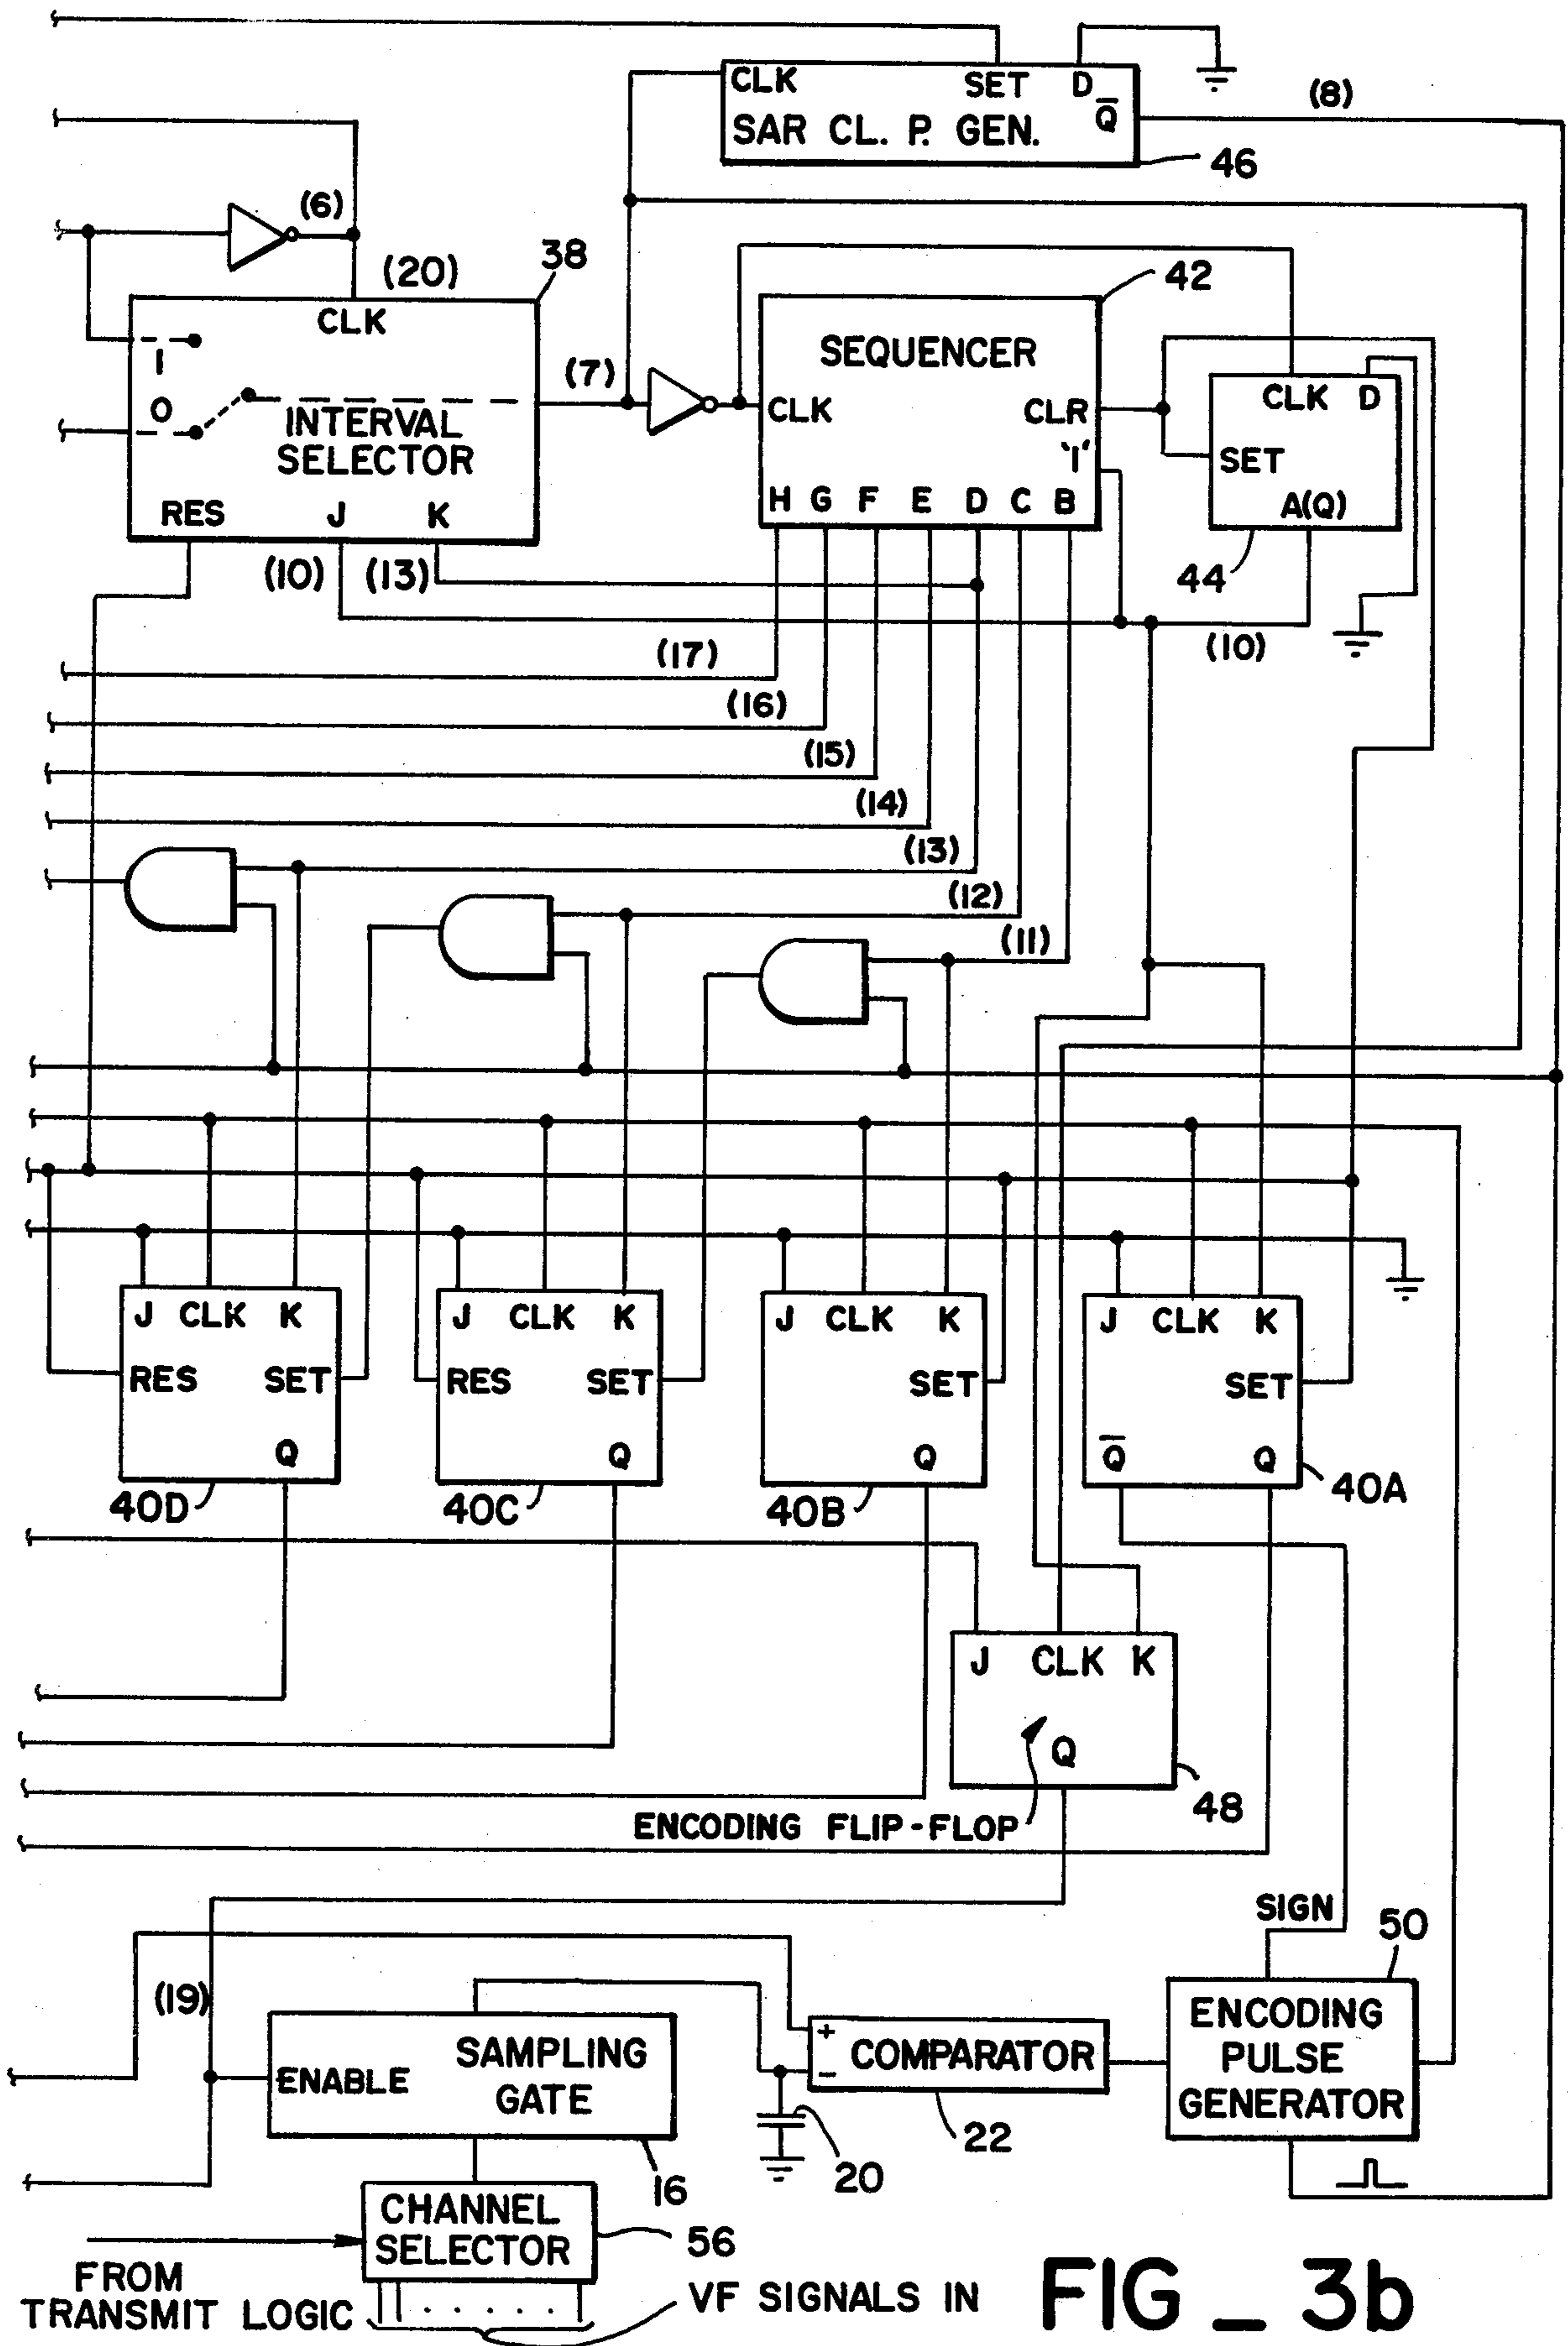 CLK SET D
Q̅
SAR CL. P. GEN.
(8)
46
(6)
(20)
38
CLK
1
0
INTERVAL
SELECTOR
RES J K
(7)
42
SEQUENCER
CLK CLR
'1'
H G F E D C B
CLK D
SET
A(Q)
44
(10) (13)
(10)
(17)
(16)
(15)
(14)
(13)
(12)
(11)
J CLK K
RES SET
Q
40D
J CLK K
RES SET
Q
40C
J CLK K
SET
Q
40B
J CLK K
SET
Q̅ Q
40A
J CLK K
Q
48
ENCODING FLIP-FLOP
SIGN
50
(19)
ENABLE
SAMPLING
GATE
16
+
-
COMPARATOR
22
20
ENCODING
PULSE
GENERATOR
CHANNEL
SELECTOR
56
FROM
TRANSMIT LOGIC
VF SIGNALS IN
FIG _ 3b